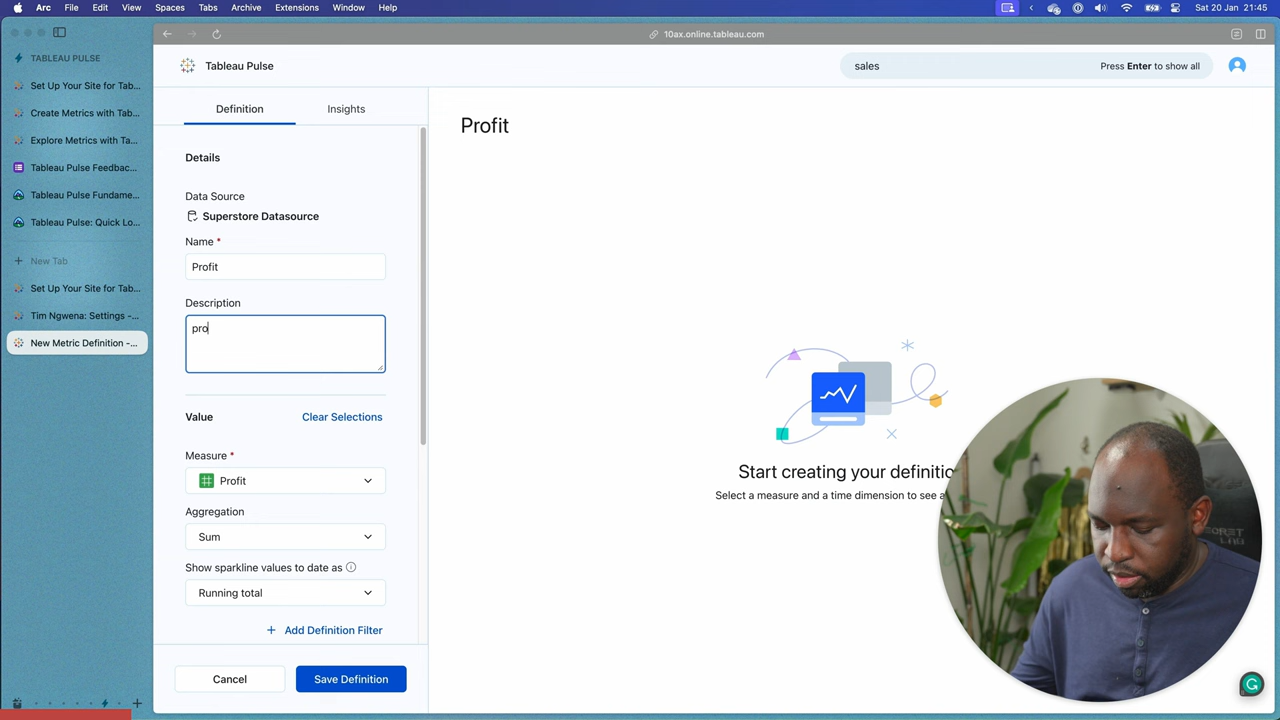 Arc File Edit View Spaces Tabs Archive Extensions Window Help Sat 20 Jan 21:45
TABLEAU PULSE
Set Up Your Site for Tab...
Create Metrics with Tab...
Explore Metrics with Ta...
Tableau Pulse Feedbac...
Tableau Pulse Fundame...
Tableau Pulse: Quick Lo...
New Tab
Set Up Your Site for Tab...
Tim Ngwena: Settings -...
New Metric Definition -...
10ax.online.tableau.com
Tableau Pulse
sales
Press Enter to show all
Definition Insights
Details
Data Source
Superstore Datasource
Name *
Profit
Description
pro
Value Clear Selections
Measure *
Profit
Aggregation
Sum
Show sparkline values to date as
Running total
+ Add Definition Filter
Cancel Save Definition
Profit
Start creating your definitio
Select a measure and a time dimension to see a